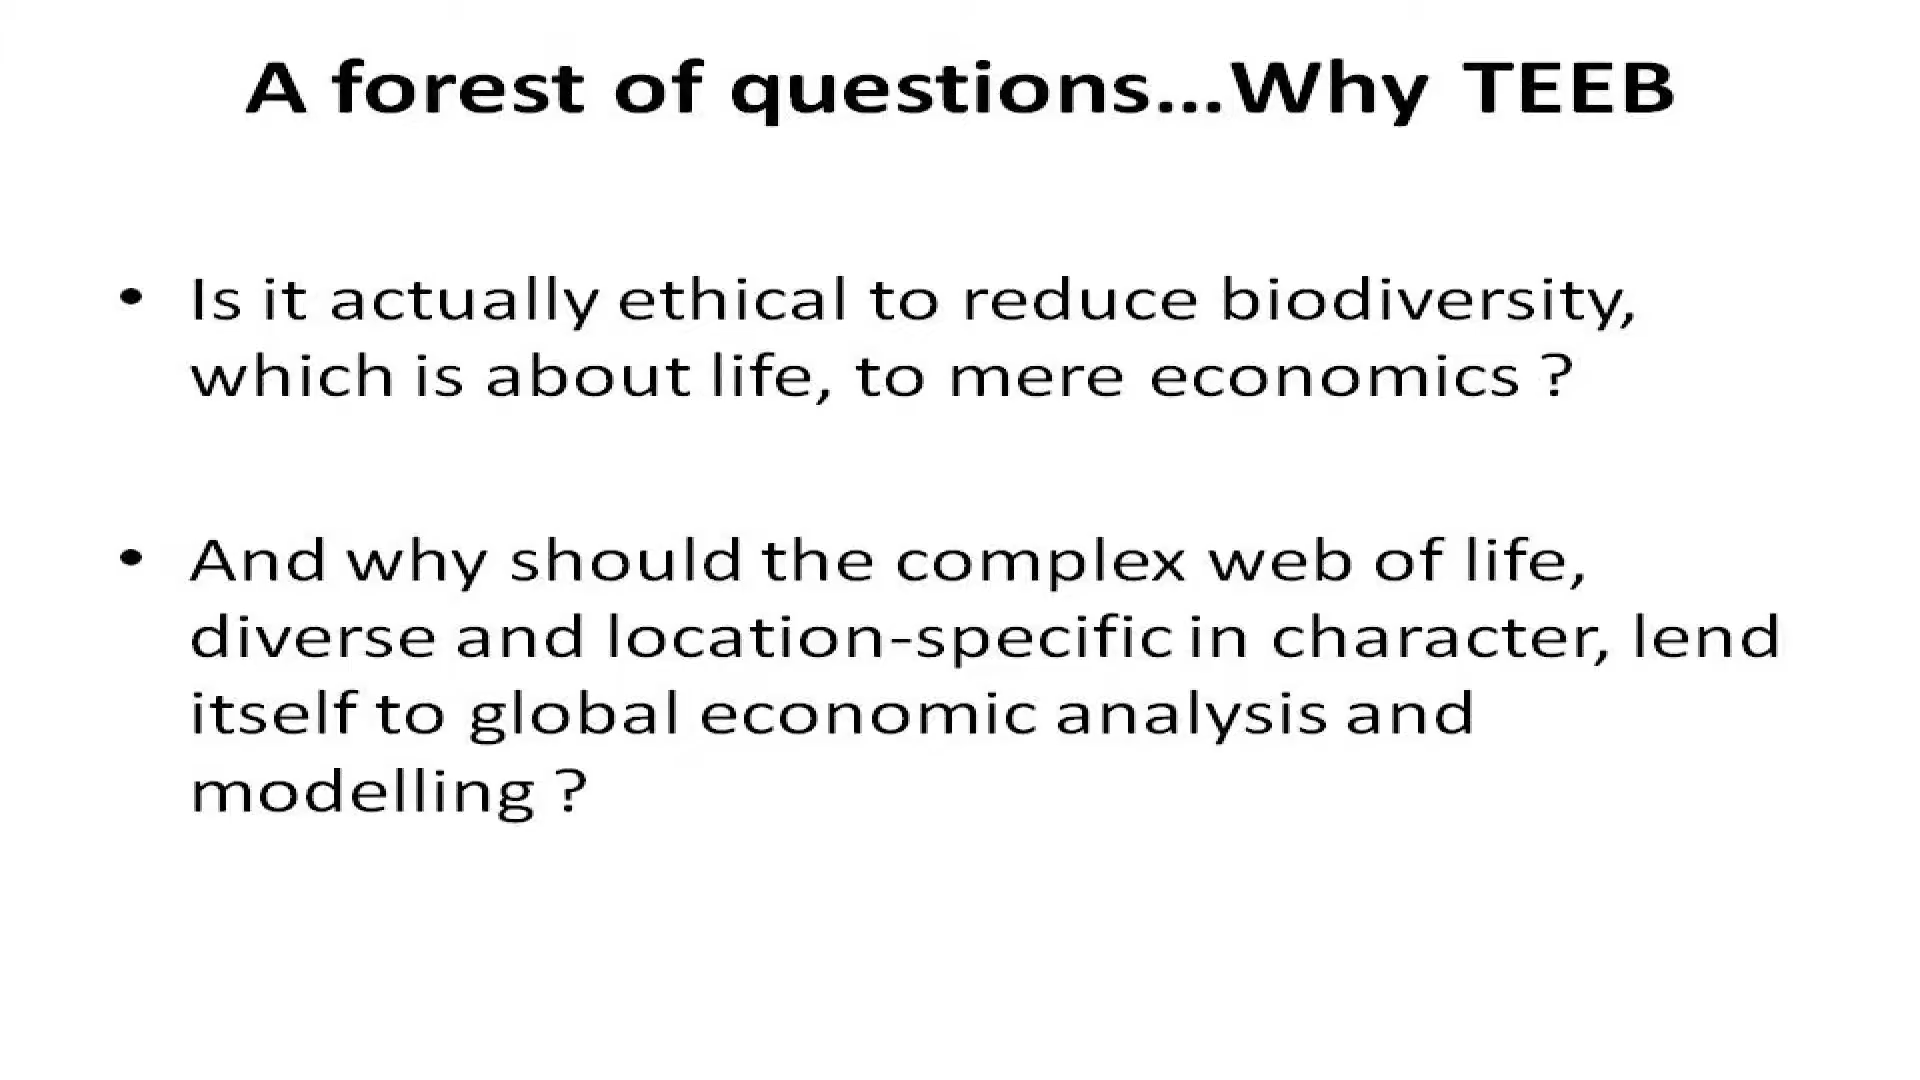 A forest of questions...Why TEEB
• Is it actually ethical to reduce biodiversity,
which is about life, to mere economics ?
• And why should the complex web of life,
diverse and location-specific in character, lend
itself to global economic analysis and
modelling ?